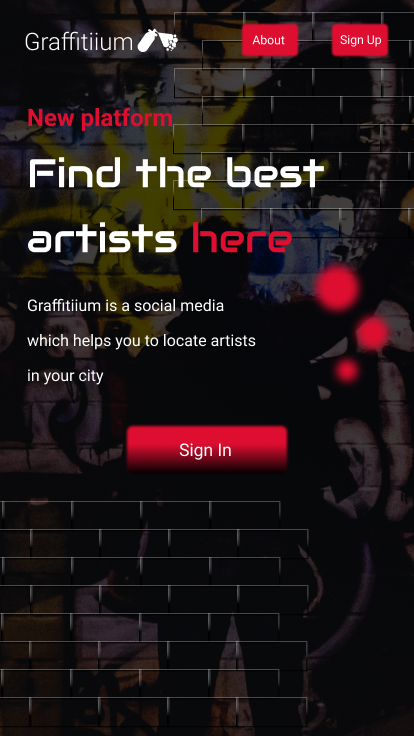 Graffitiium
About
Sign Up
New platform
Find the best
artists here
Graffitiium is a social media
which helps you to locate artists
in your city
Sign In